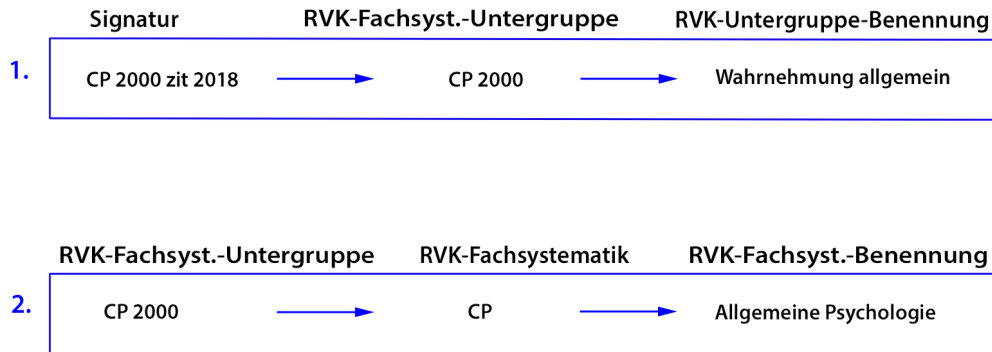 Signatur RVK-Fachsyst.-Untergruppe RVK-Untergruppe-Benennung
1. CP 2000 zit 2018 CP 2000 Wahrnehmung allgemein
RVK-Fachsyst.-Untergruppe RVK-Fachsystematik RVK-Fachsyst.-Benennung
2. CP 2000 CP Allgemeine Psychologie